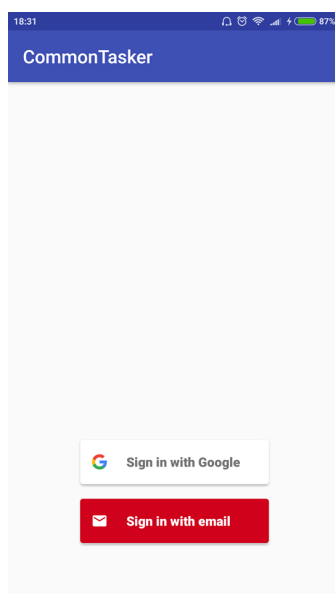 18:31
87%
CommonTasker
Sign in with Google
Sign in with email